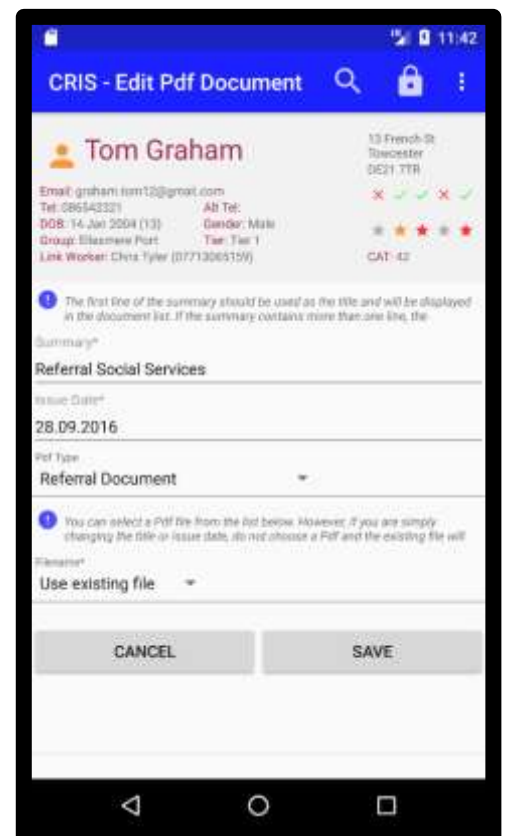 11:42
CRIS - Edit Pdf Document
Tom Graham
13 French St
Towcester
DE21 7TR
Email: graham.tom12@gmail.com
Tel: 086542321 Alt Tel:
DOB: 14 Jan 2004 (13) Gender: Male
Group: Ellesmere Port Tier: Tier 1
Link Worker: Chris Tyler (07713065159)
CAT: 42
The first line of the summary should be used as the title and will be displayed
in the document list. If the summary contains more than one line, the
Summary*
Referral Social Services
Issue Date*
28.09.2016
Pdf Type
Referral Document
You can select a Pdf file from the list below. However, if you are simply
changing the title or issue date, do not choose a Pdf and the existing file will
Filename*
Use existing file
CANCEL
SAVE